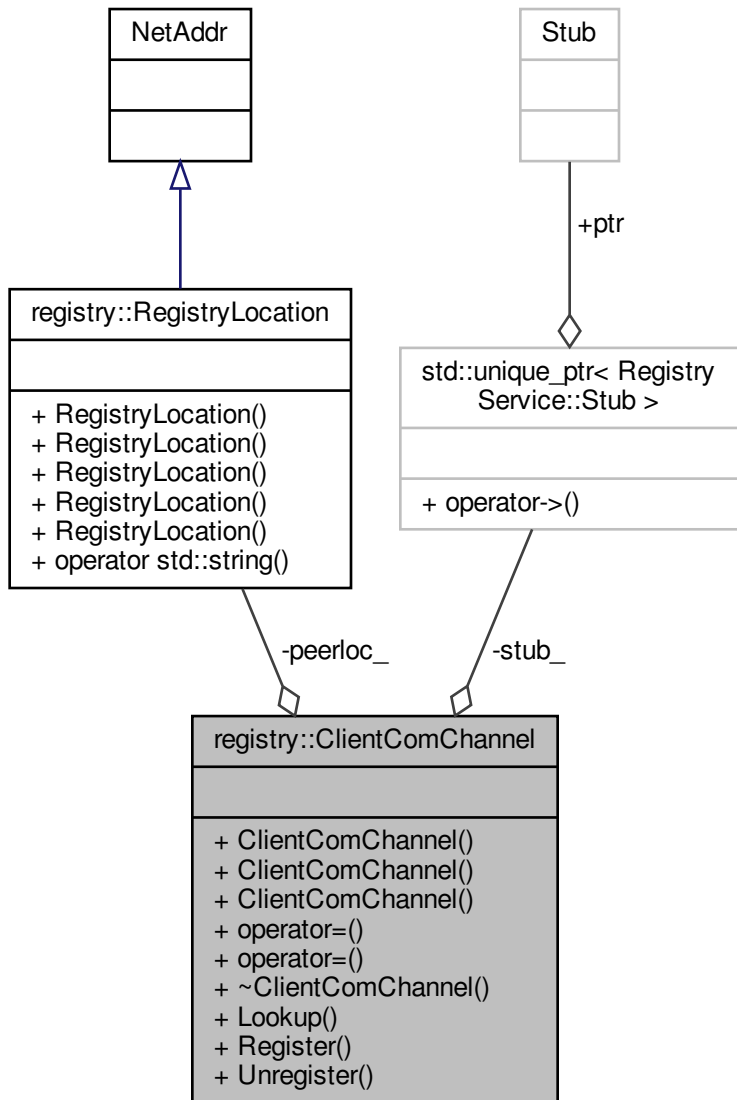 NetAddr
Stub
+ptr
registry::RegistryLocation
+ RegistryLocation()
+ RegistryLocation()
+ RegistryLocation()
+ RegistryLocation()
+ RegistryLocation()
+ operator std::string()
std::unique_ptr< Registry
Service::Stub >
+ operator->()
-peerloc_
-stub_
registry::ClientComChannel
+ ClientComChannel()
+ ClientComChannel()
+ ClientComChannel()
+ operator=()
+ operator=()
+ ~ClientComChannel()
+ Lookup()
+ Register()
+ Unregister()